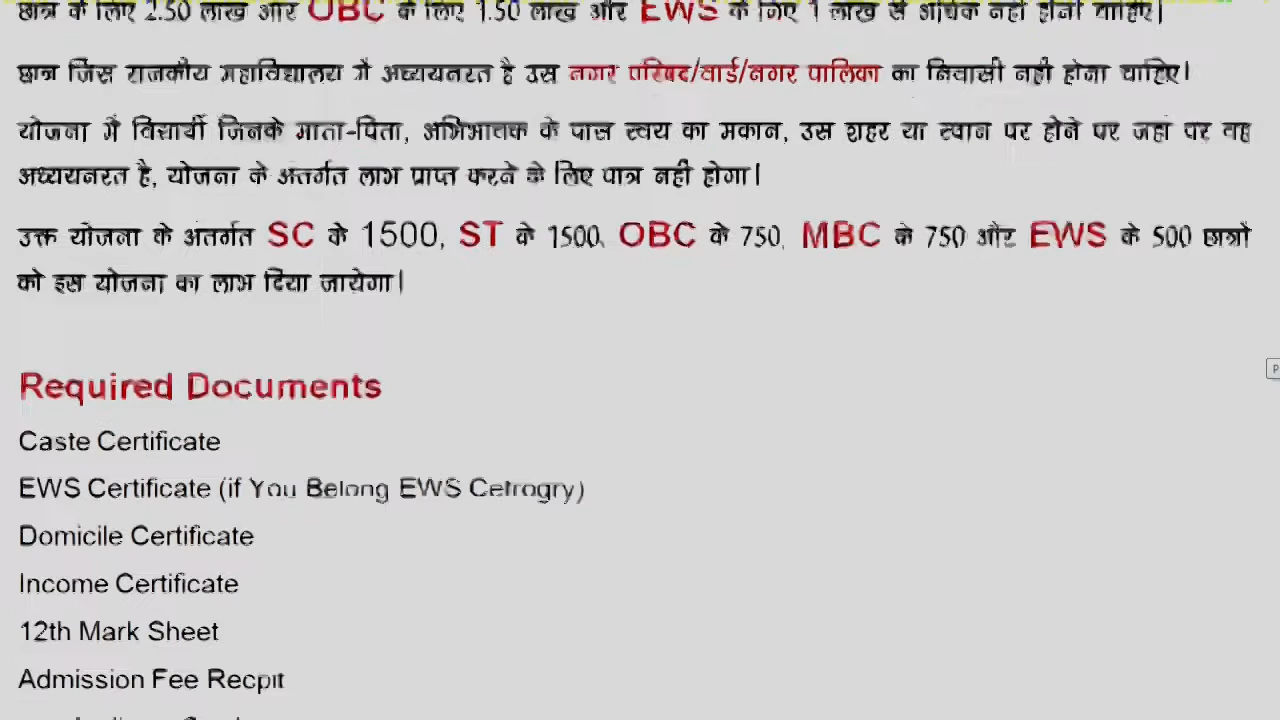 छात्र के लिए 2.50 लाख और OBC के लिए 1.50 लाख और EWS के लिए 1 लाख से अधिक नही होनी चाहिए।
छात्र जिस राजकीय महाविद्यालय में अध्ययनरत है उस नगर परिषद/वार्ड/नगर पालिका का निवासी नही होना चाहिए।
योजना में विद्यार्थी जिनके माता-पिता, अभिभावक के पास स्वयं का मकान, उस शहर या स्थान पर होने पर जहां पर वह
अध्ययनरत है, योजना के अंतर्गत लाभ प्राप्त करने के लिए पात्र नही होगा।
उक्त योजना के अंतर्गत SC के 1500, ST के 1500, OBC के 750, MBC के 750 और EWS के 500 छात्रों
को इस योजना का लाभ दिया जायेगा।
Required Documents
Caste Certificate
EWS Certificate (if You Belong EWS Cetrogry)
Domicile Certificate
Income Certificate
12th Mark Sheet
Admission Fee Recpit